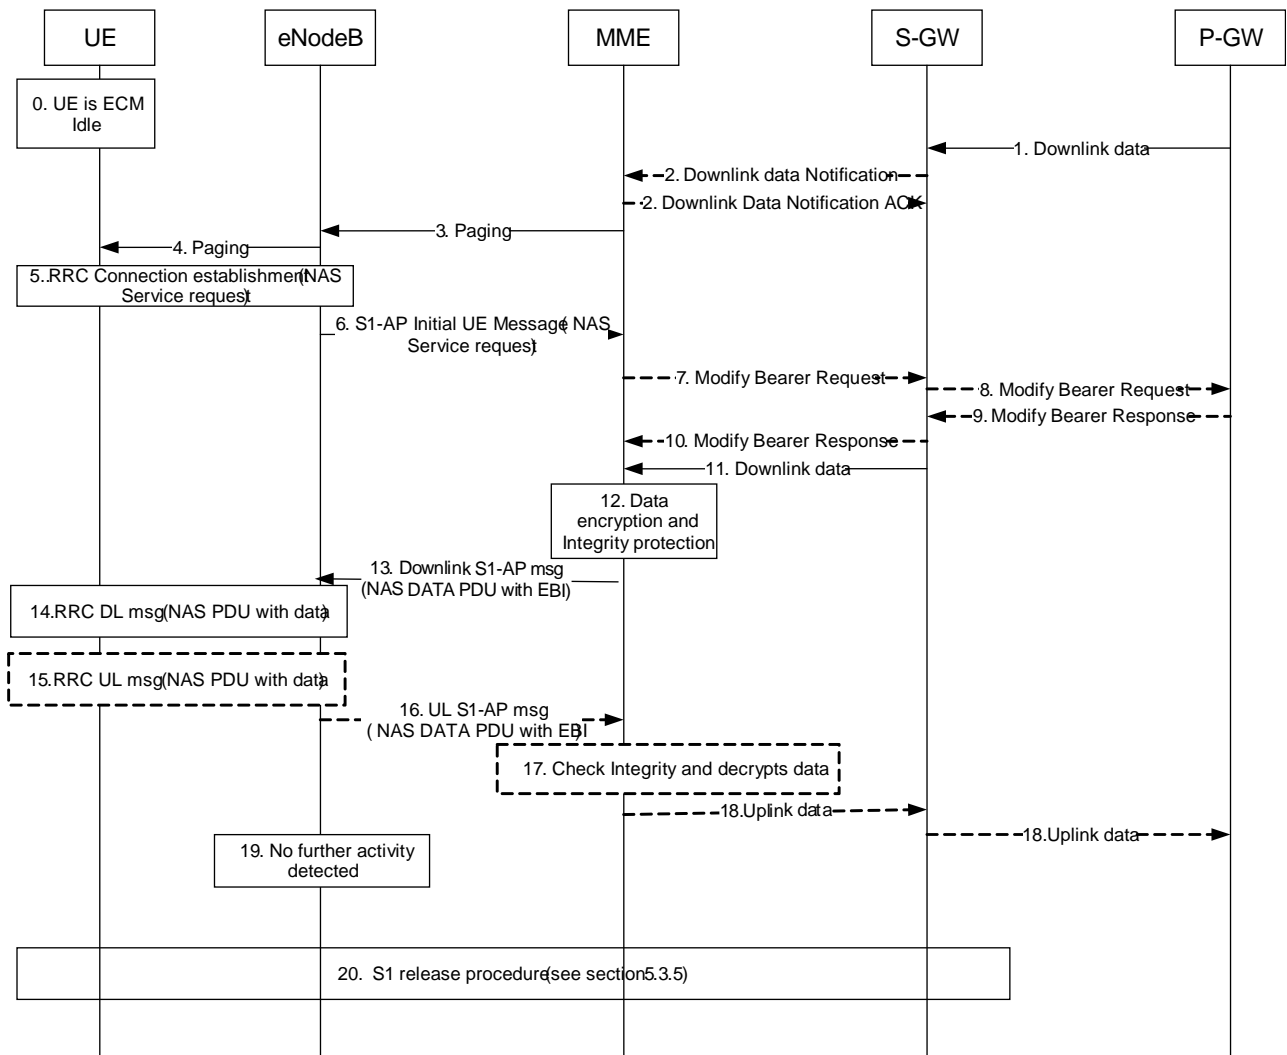 UE
eNodeB
MME
S-GW
P-GW
0. UE is ECM
Idle
1. Downlink data
2. Downlink data Notification
2. Downlink Data Notification ACK
3. Paging
4. Paging
5..RRC Connection establishment(NAS
Service request)
6. S1-AP Initial UE Message( NAS
Service request)
7. Modify Bearer Request
8. Modify Bearer Request
9. Modify Bearer Response
10. Modify Bearer Response
11. Downlink data
12. Data
encryption and
Integrity protection
13. Downlink S1-AP msg
(NAS DATA PDU with EBI)
14.RRC DL msg(NAS PDU with data)
15.RRC UL msg(NAS PDU with data)
16. UL S1-AP msg
( NAS DATA PDU with EBI)
17. Check Integrity and decrypts data
18.Uplink data
18.Uplink data
19. No further activity
detected
20. S1 release procedure(see section5.3.5)